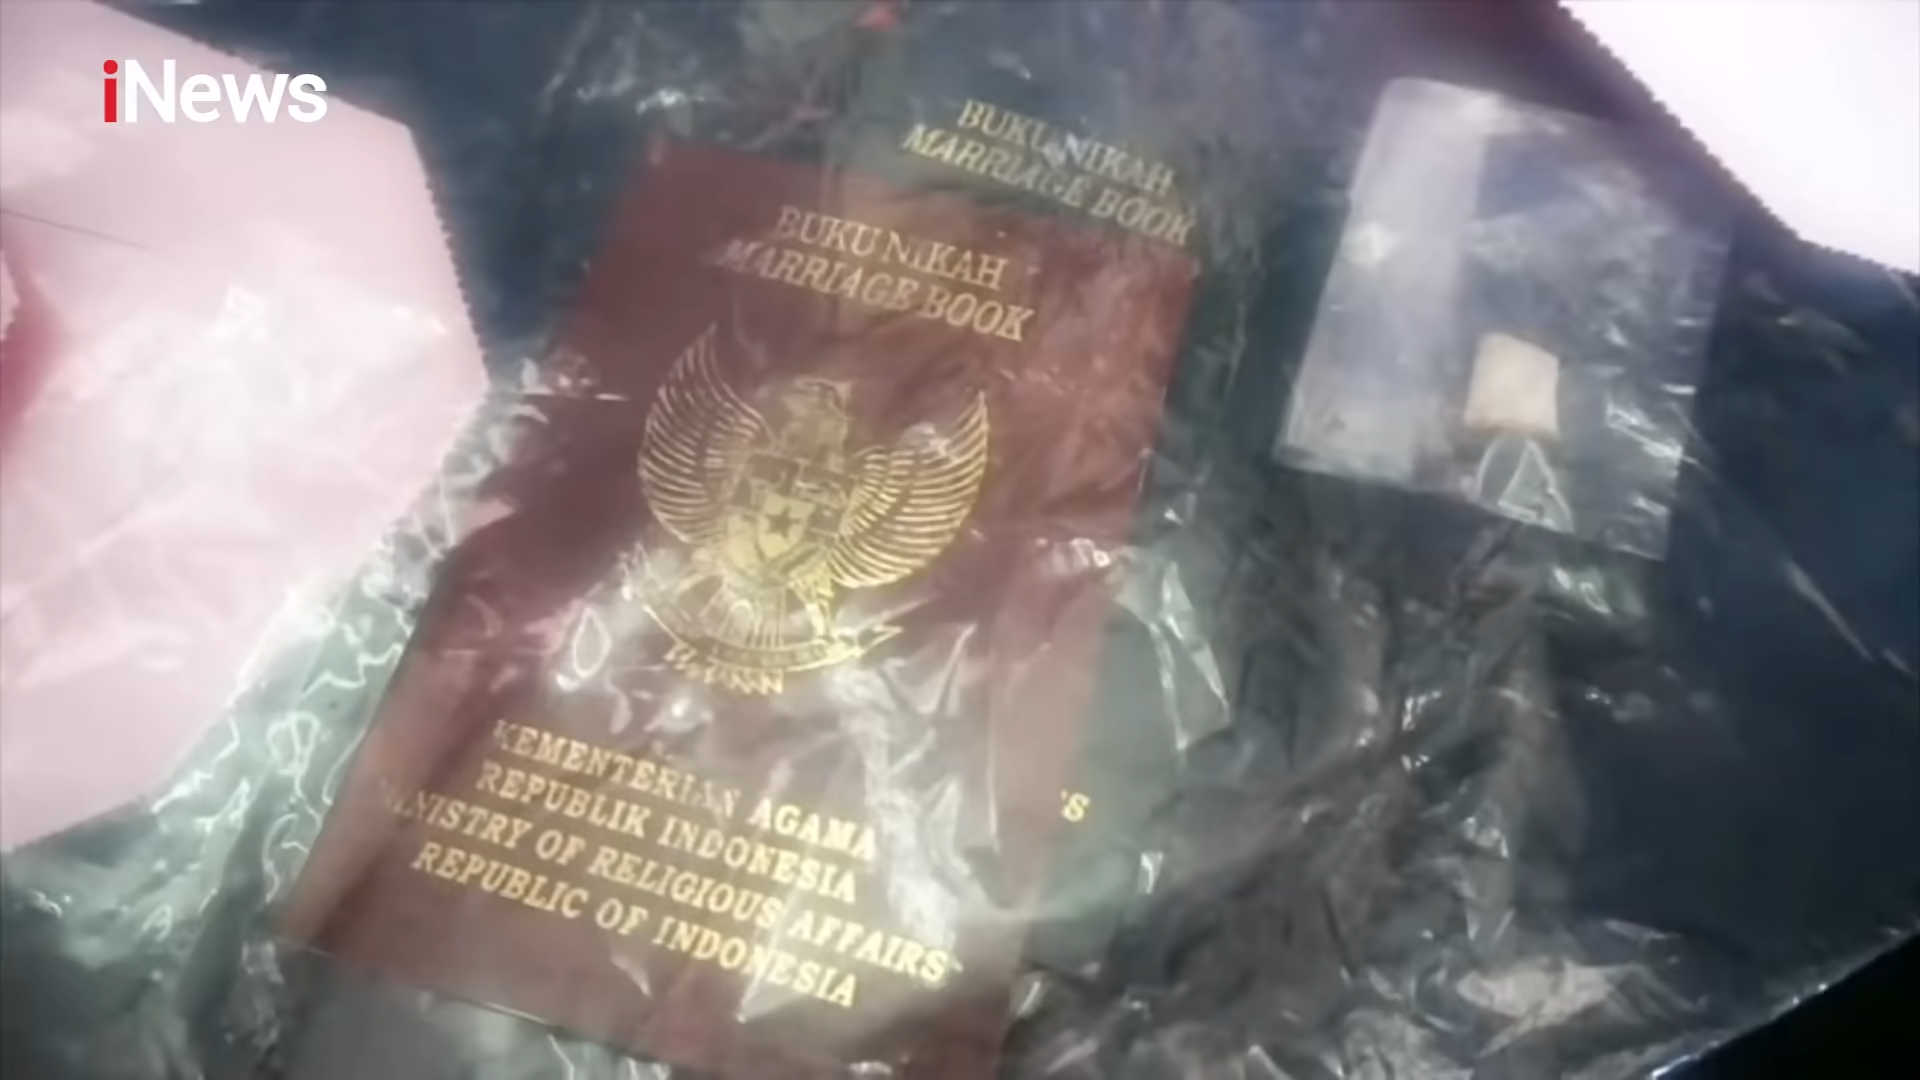 iNews
BUKU NIKAH
MARRIAGE BOOK
BUKU NIKAH
MARRIAGE BOOK
KEMENTERIAN AGAMA
REPUBLIK INDONESIA
MINISTRY OF RELIGIOUS AFFAIRS
REPUBLIC OF INDONESIA
'S